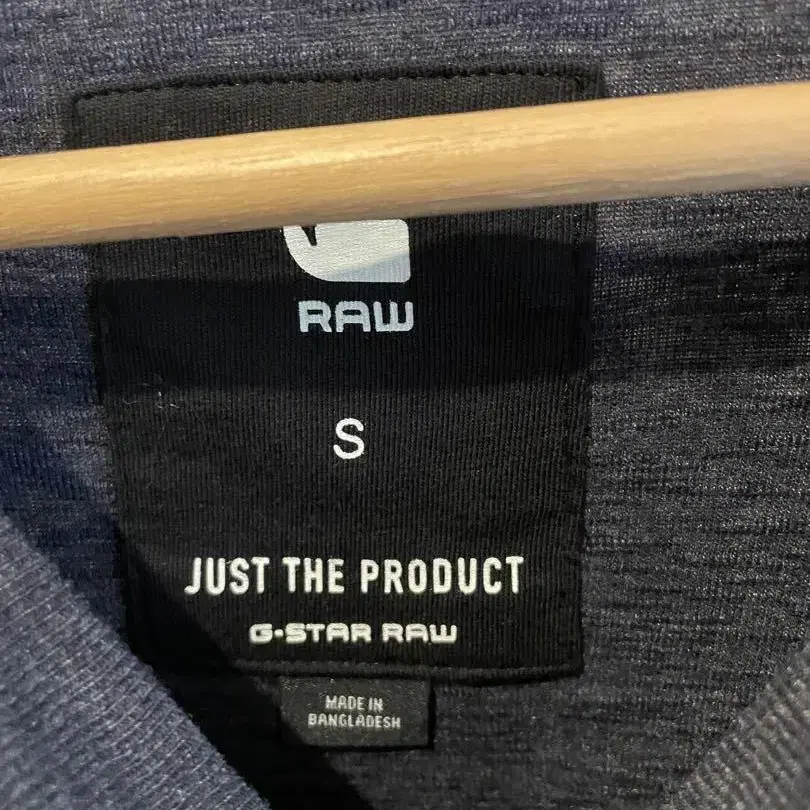 RAW
S
JUST THE PRODUCT
G-STAR RAW
MADE IN
BANGLADESH